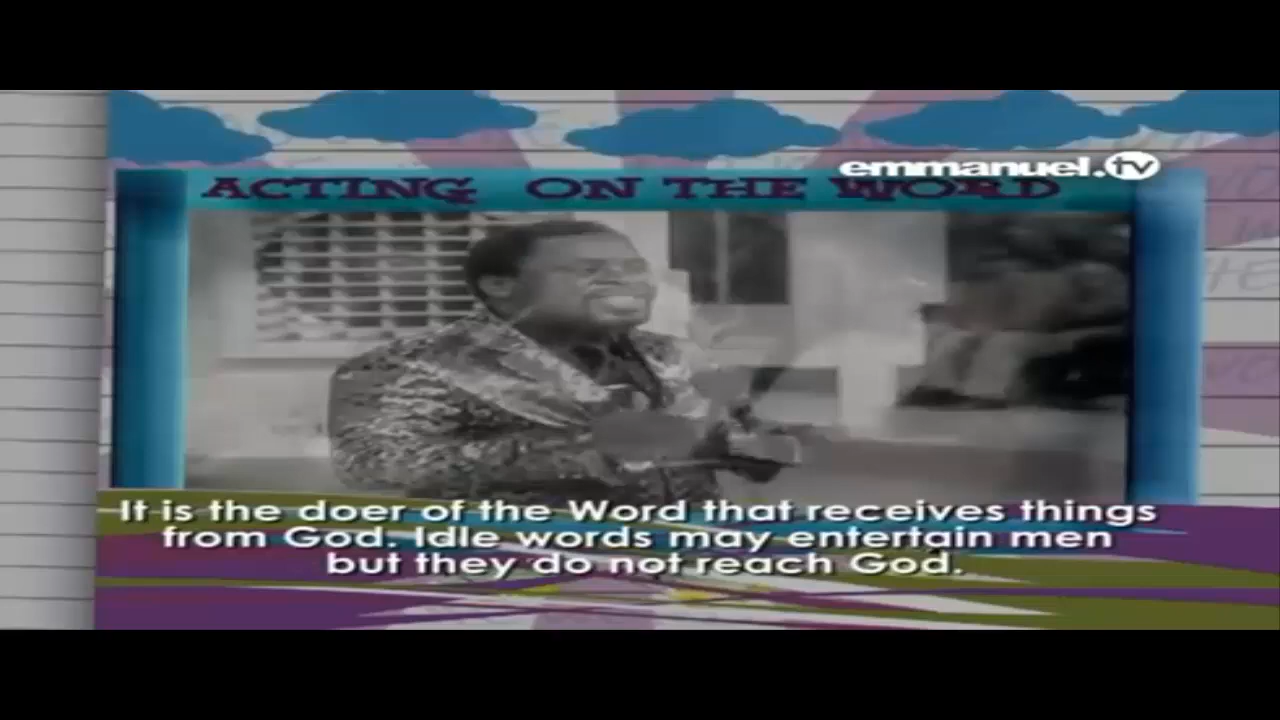 emmanuel.tv
ACTING ON THE WORD
It is the doer of the Word that receives things
from God. Idle words may entertain men
but they do not reach God.